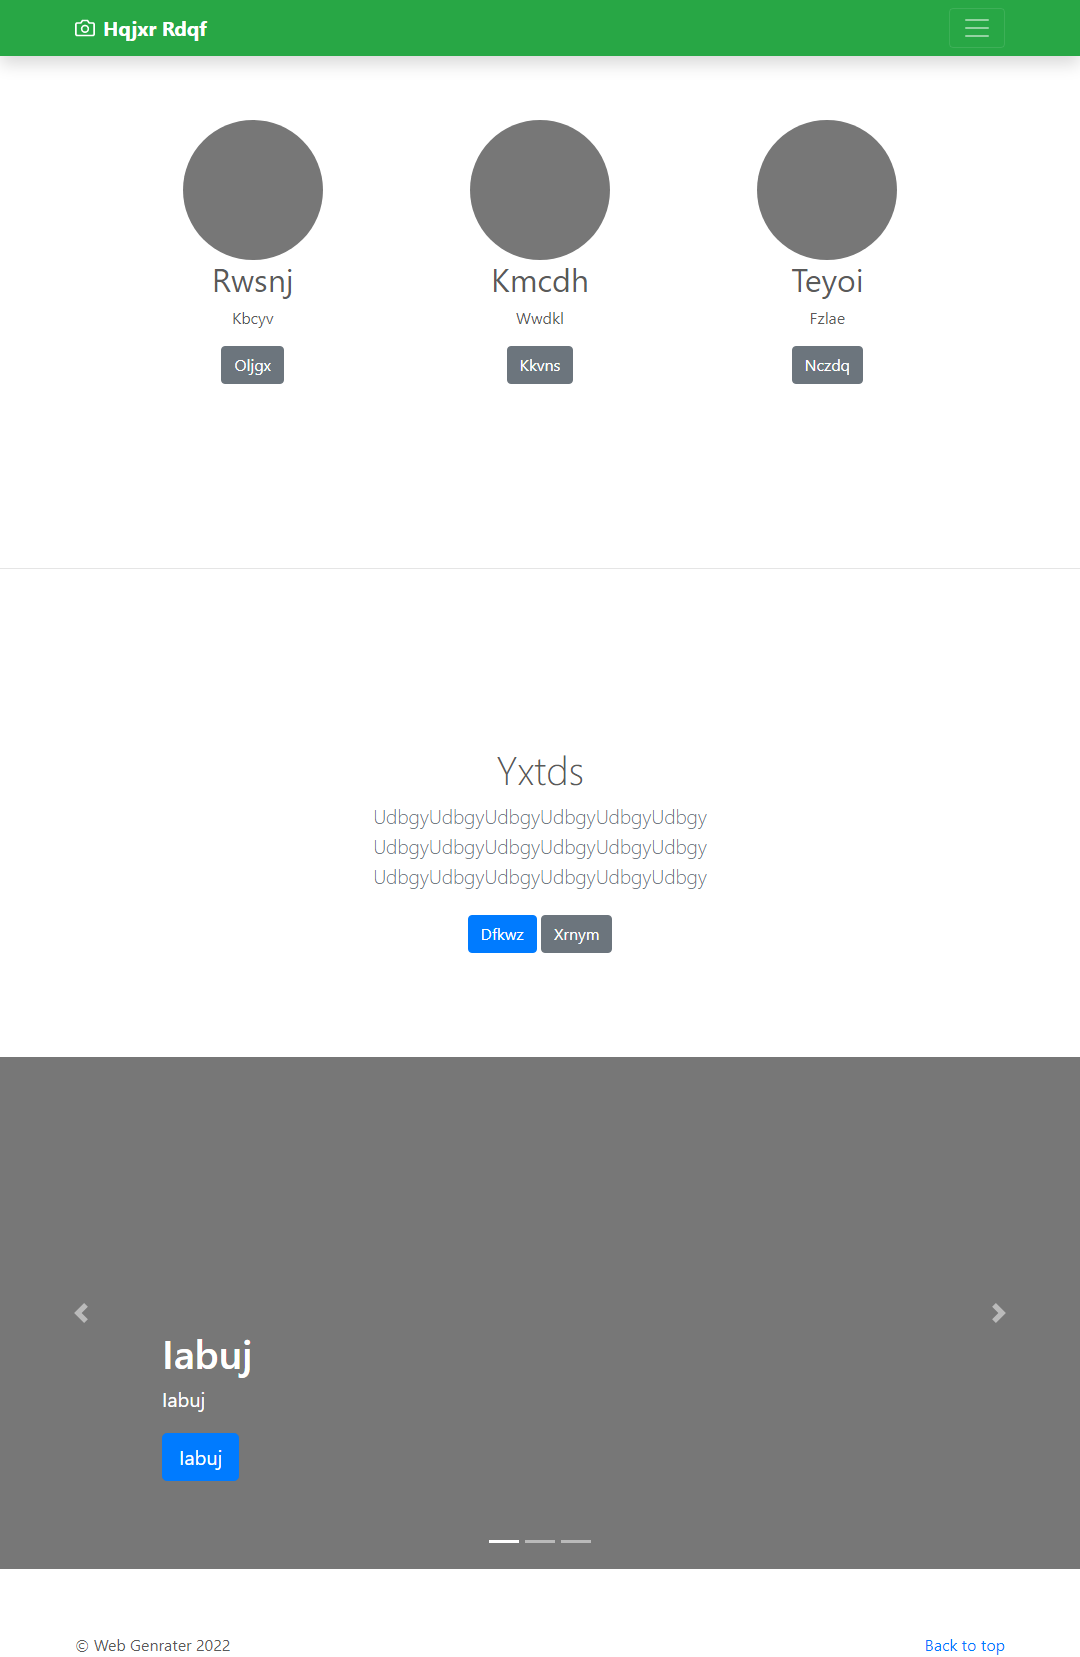 Hqjxr Rdqf
Rwsnj
Kmcdh
Teyoi
Kbcyv
Wwdkl
Fzlae
Oljgx
Kkvns
Nczdq
Yxtds
UdbgyUdbgyUdbgyUdbgyUdbgyUdbgy
UdbgyUdbgyUdbgyUdbgyUdbgyUdbgy
UdbgyUdbgyUdbgyUdbgyUdbgyUdbgy
Dfkwz Xrnym
Iabuj
Iabuj
Iabuj
© Web Genrater 2022
Back to top